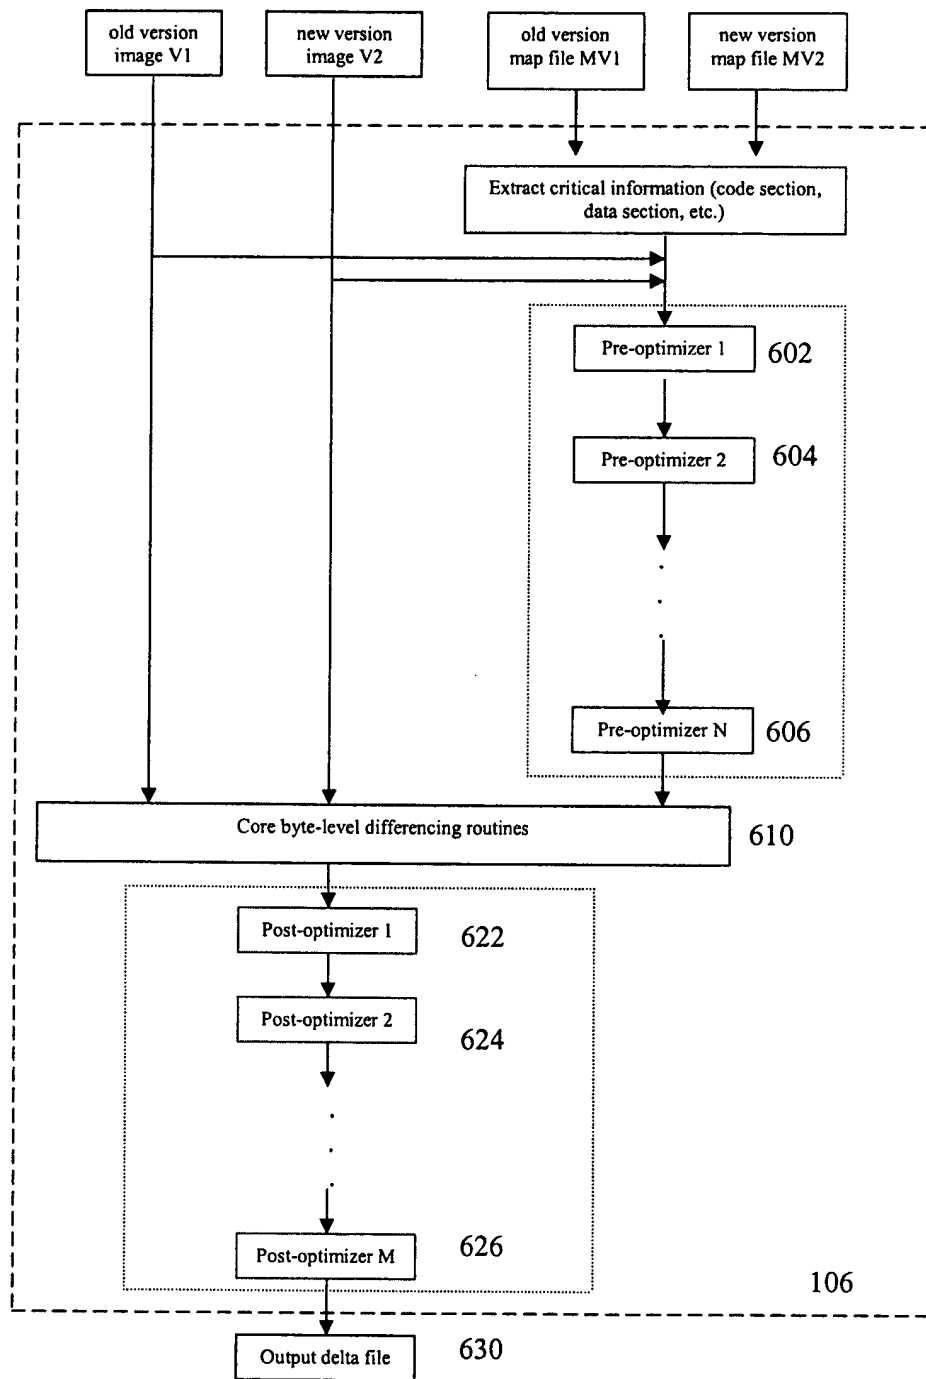 old version
image V1
new version
image V2
old version
map file MV1
new version
map file MV2
Extract critical information (code section,
data section, etc.)
Pre-optimizer 1
602
Pre-optimizer 2
604
Pre-optimizer N
606
Core byte-level differencing routines
610
Post-optimizer 1
622
Post-optimizer 2
624
Post-optimizer M
626
106
Output delta file
630